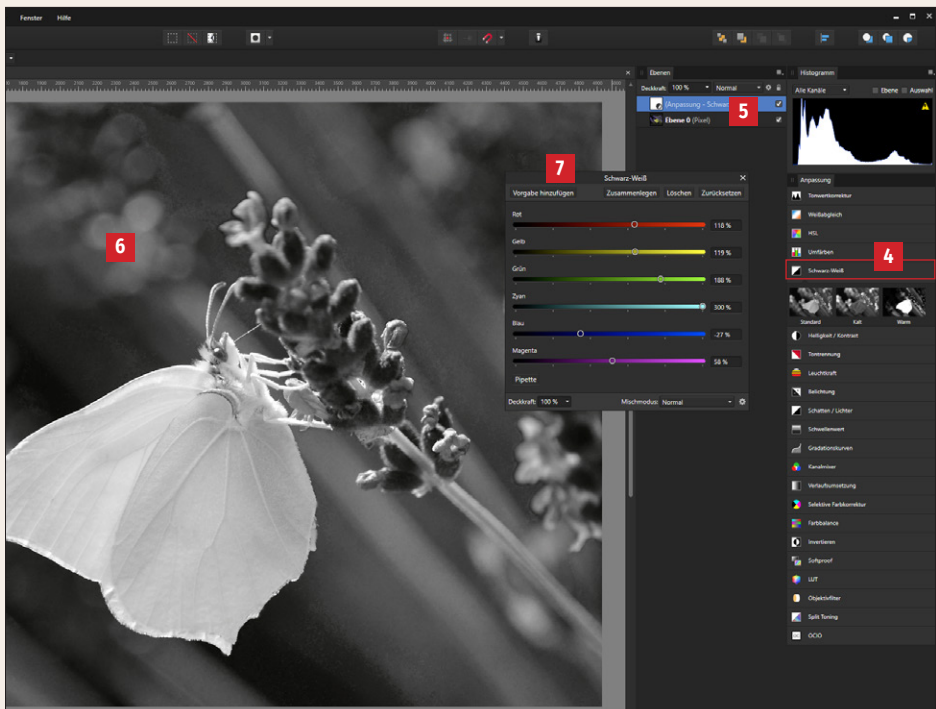 Fenster Hilfe
Ebenen
Deckkraft: 100 % Normal
(Anpassung – Schwar
5
Ebene 0 (Pixel)
Histogramm
Alle Kanäle Ebene Auswahl
Anpassung
Tonwertkorrektur
Weißabgleich
HSL
Umfärben
4
Schwarz-Weiß
Standard Kalt Warm
Helligkeit / Kontrast
Tontrennung
Leuchtkraft
Belichtung
Schatten / Lichter
Schwellenwert
Gradationskurven
Kanalmixer
Verlaufsumsetzung
Selektive Farbkorrektur
Farbbalance
Invertieren
Softproof
LUT
Objektivfilter
Split Toning
OCIO
7
Schwarz-Weiß
Vorgabe hinzufügen Zusammenlegen Löschen Zurücksetzen
Rot
118 %
Gelb
119 %
Grün
188 %
Zyan
300 %
Blau
-27 %
Magenta
58 %
Pipette
Deckkraft: 100 % Mischmodus: Normal
6